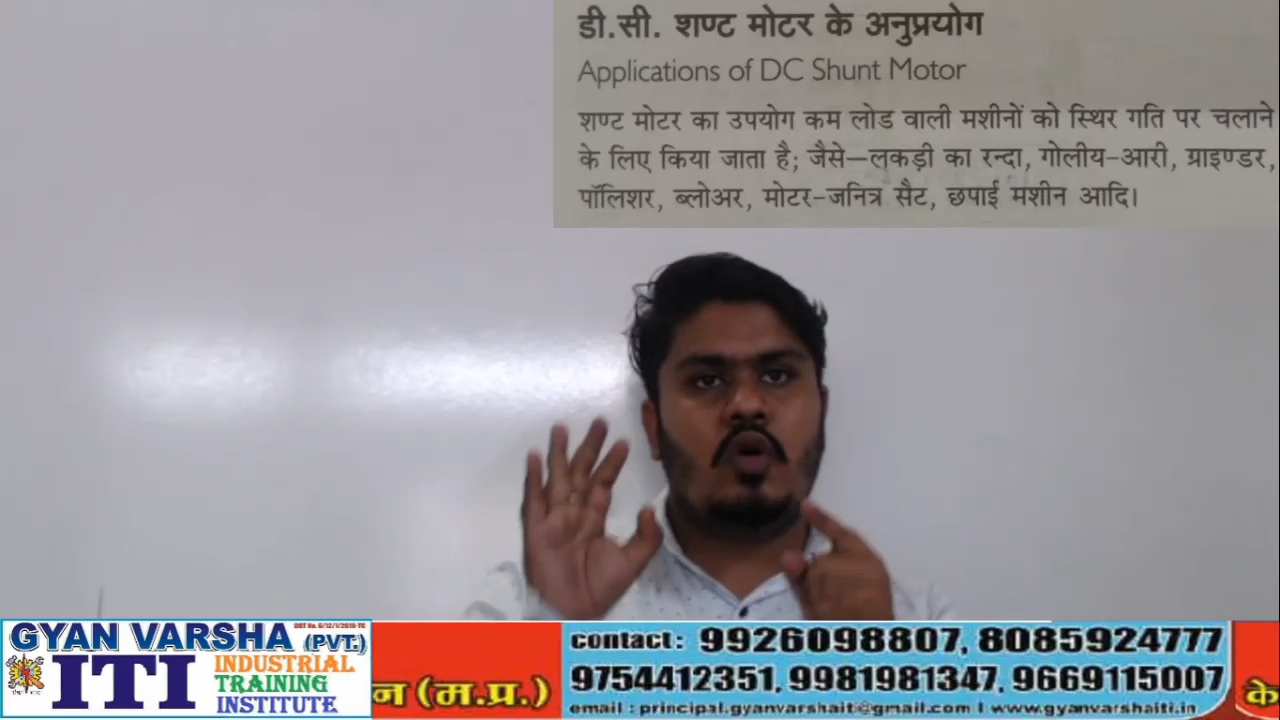 डी.सी. शण्ट मोटर के अनुप्रयोग
Applications of DC Shunt Motor
शण्ट मोटर का उपयोग कम लोड वाली मशीनों को स्थिर गति पर चलाने
के लिए किया जाता है; जैसे—लकड़ी का रन्दा, गोलीय-आरी, ग्राइण्डर,
पॉलिशर, ब्लोअर, मोटर-जनित्र सैट, छपाई मशीन आदि।
GYAN VARSHA (PVT.)
ITI INDUSTRIAL
TRAINING
INSTITUTE
न (म.प्र.)
contact: 9926098807, 8085924777
9754412351, 9981981347, 9669115007
email : principal.gyanvarshaiti@gmail.com | www.gyanvarshaiti.in
के